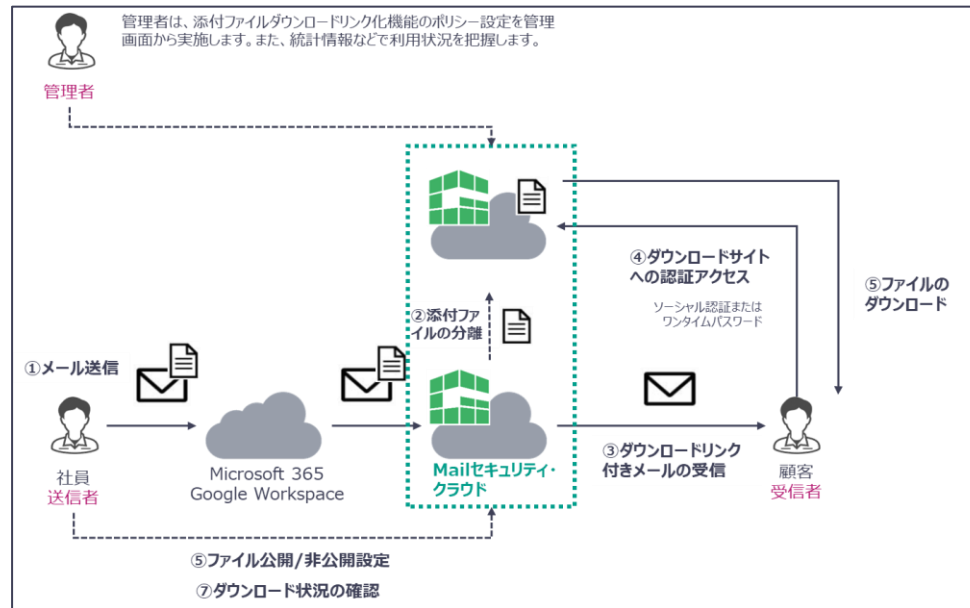 管理者は、添付ファイルダウンロードリンク化機能のポリシー設定を管理
画面から実施します。また、統計情報などで利用状況を把握します。
管理者
④ダウンロードサイト
への認証アクセス
ソーシャル認証または
ワンタイムパスワード
⑤ファイルの
ダウンロード
②添付ファ
イルの分離
①メール送信
社員
送信者
Microsoft 365
Google Workspace
Mailセキュリティ・
クラウド
③ダウンロードリンク
付きメールの受信
顧客
受信者
⑤ファイル公開/非公開設定
⑦ダウンロード状況の確認